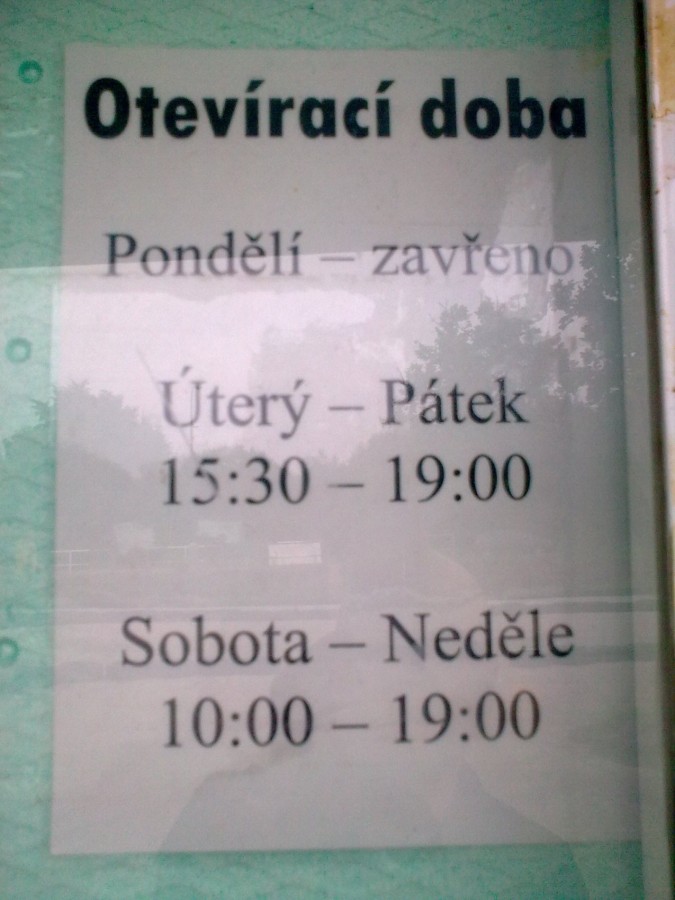 Otevírací doba
Pondělí – zavřeno
Úterý – Pátek
15:30 – 19:00
Sobota – Neděle
10:00 – 19:00